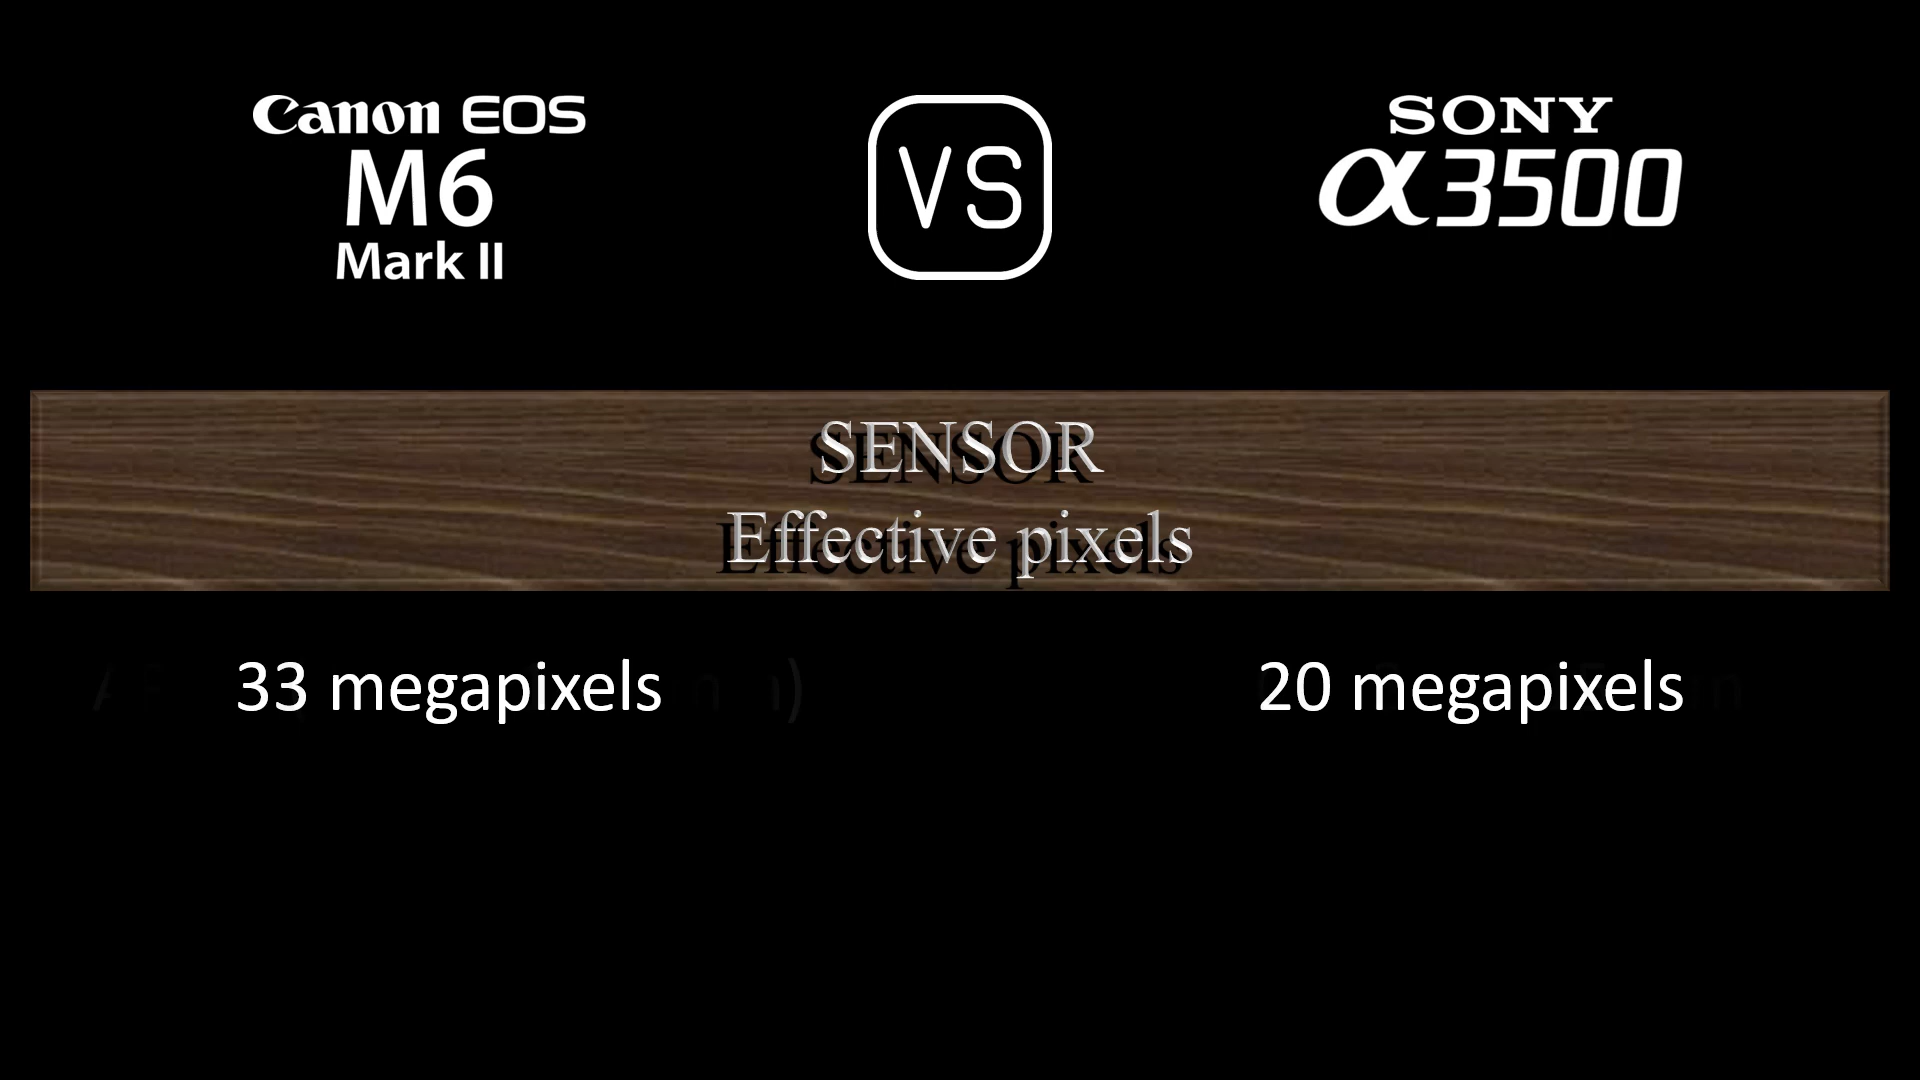 Canon EOS
M6
Mark II
VS
SONY
α3500
SENSOR
Effective pixels
33 megapixels
20 megapixels